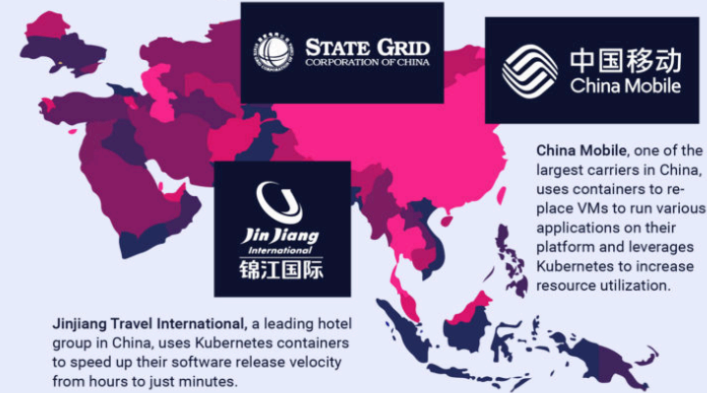 STATE GRID
CORPORATION OF CHINA
中国移动
China Mobile
China Mobile, one of the
largest carriers in China,
uses containers to re-
place VMs to run various
applications on their
platform and leverages
Kubernetes to increase
resource utilization.
Jin Jiang
International
锦江国际
Jinjiang Travel International, a leading hotel
group in China, uses Kubernetes containers
to speed up their software release velocity
from hours to just minutes.